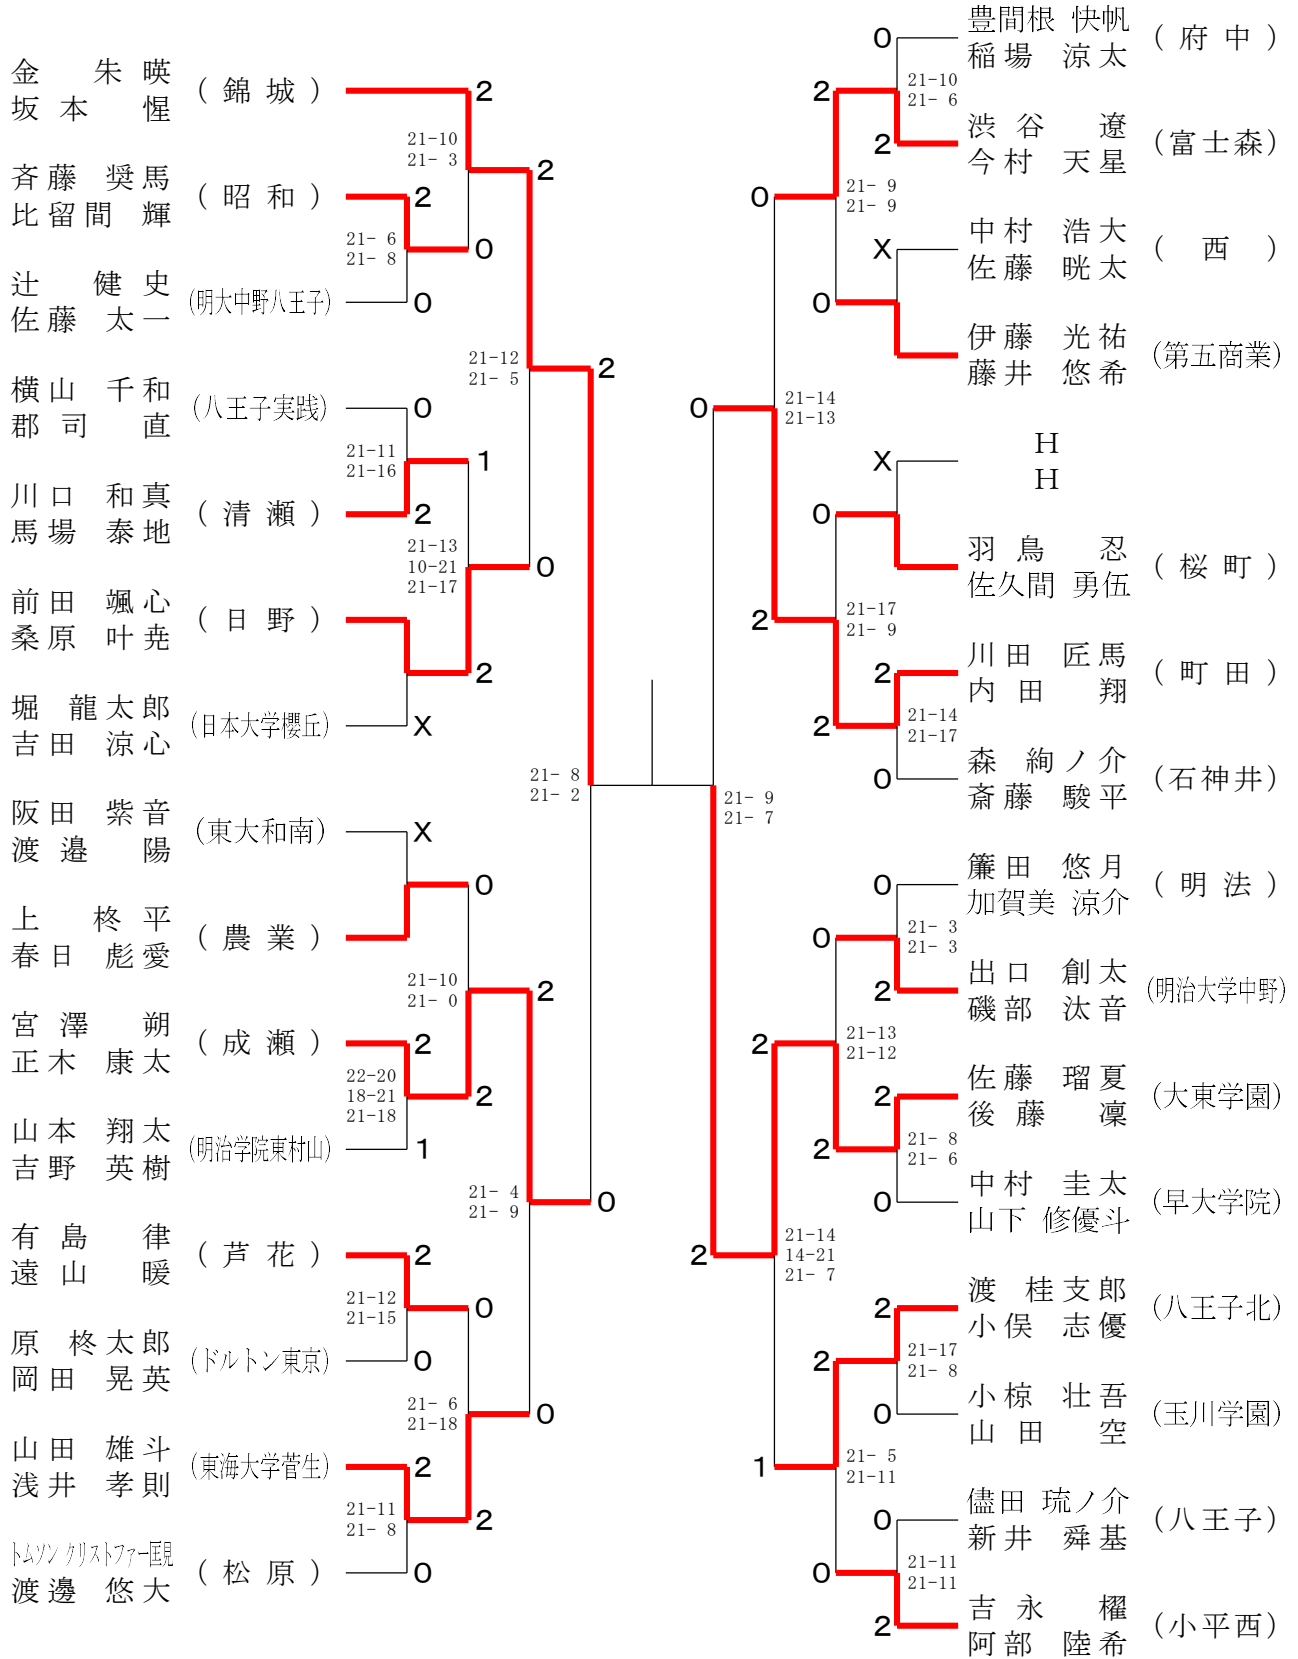 金 朱暎
坂本 惺
(錦城)
2
21-10
21- 3
2
斉藤 奨馬
比留間 輝
(昭和)
2
21- 6
21- 8
0
辻 健史
佐藤 太一
(明大中野八王子)
0
21-12
21- 5
2
横山 千和
郡司 直
(八王子実践)
0
21-11
21-16
1
川口 和真
馬場 泰地
(清瀬)
2
21-13
10-21
21-17
0
前田 颯心
桑原 叶尭
(日野)
2
堀 龍太郎
吉田 涼心
(日本大学櫻丘)
X
21- 8
21- 2
阪田 紫音
渡邉 陽
(東大和南)
X
0
上 柊平
春日 彪愛
(農業)
21-10
21- 0
2
宮澤 朔
正木 康太
(成瀬)
2
22-20
18-21
21-18
2
山本 翔太
吉野 英樹
(明治学院東村山)
1
21- 4
21- 9
0
有島 律
遠山 暖
(芦花)
2
21-12
21-15
0
原 柊太郎
岡田 晃英
(ドルトン東京)
0
21- 6
21-18
0
山田 雄斗
浅井 孝則
(東海大学菅生)
2
21-11
21- 8
2
トムソン クリストファー匡見
渡邊 悠大
(松原)
0
豊間根 快帆
稲場 涼太
(府中)
0
21-10
21- 6
2
渋谷 遼
今村 天星
(富士森)
2
21- 9
21- 9
0
中村 浩大
佐藤 晄太
(西)
X
0
伊藤 光祐
藤井 悠希
(第五商業)
21-14
21-13
0
H
H
X
0
羽鳥 忍
佐久間 勇伍
(桜町)
21-17
21- 9
2
川田 匠馬
内田 翔
(町田)
2
21-14
21-17
2
森 絢ノ介
斎藤 駿平
(石神井)
0
21- 9
21- 7
簾田 悠月
加賀美 涼介
(明法)
0
21- 3
21- 3
0
出口 創太
磯部 汰音
(明治大学中野)
2
21-13
21-12
2
佐藤 瑠夏
後藤 凜
(大東学園)
2
21- 8
21- 6
2
中村 圭太
山下 修優斗
(早大学院)
0
21-14
14-21
21- 7
2
渡 桂支郎
小俣 志優
(八王子北)
2
21-17
21- 8
2
小椋 壮吾
山田 空
(玉川学園)
0
21- 5
21-11
1
儘田 琉ノ介
新井 舜基
(八王子)
0
21-11
21-11
0
吉永 櫂
阿部 陸希
(小平西)
2